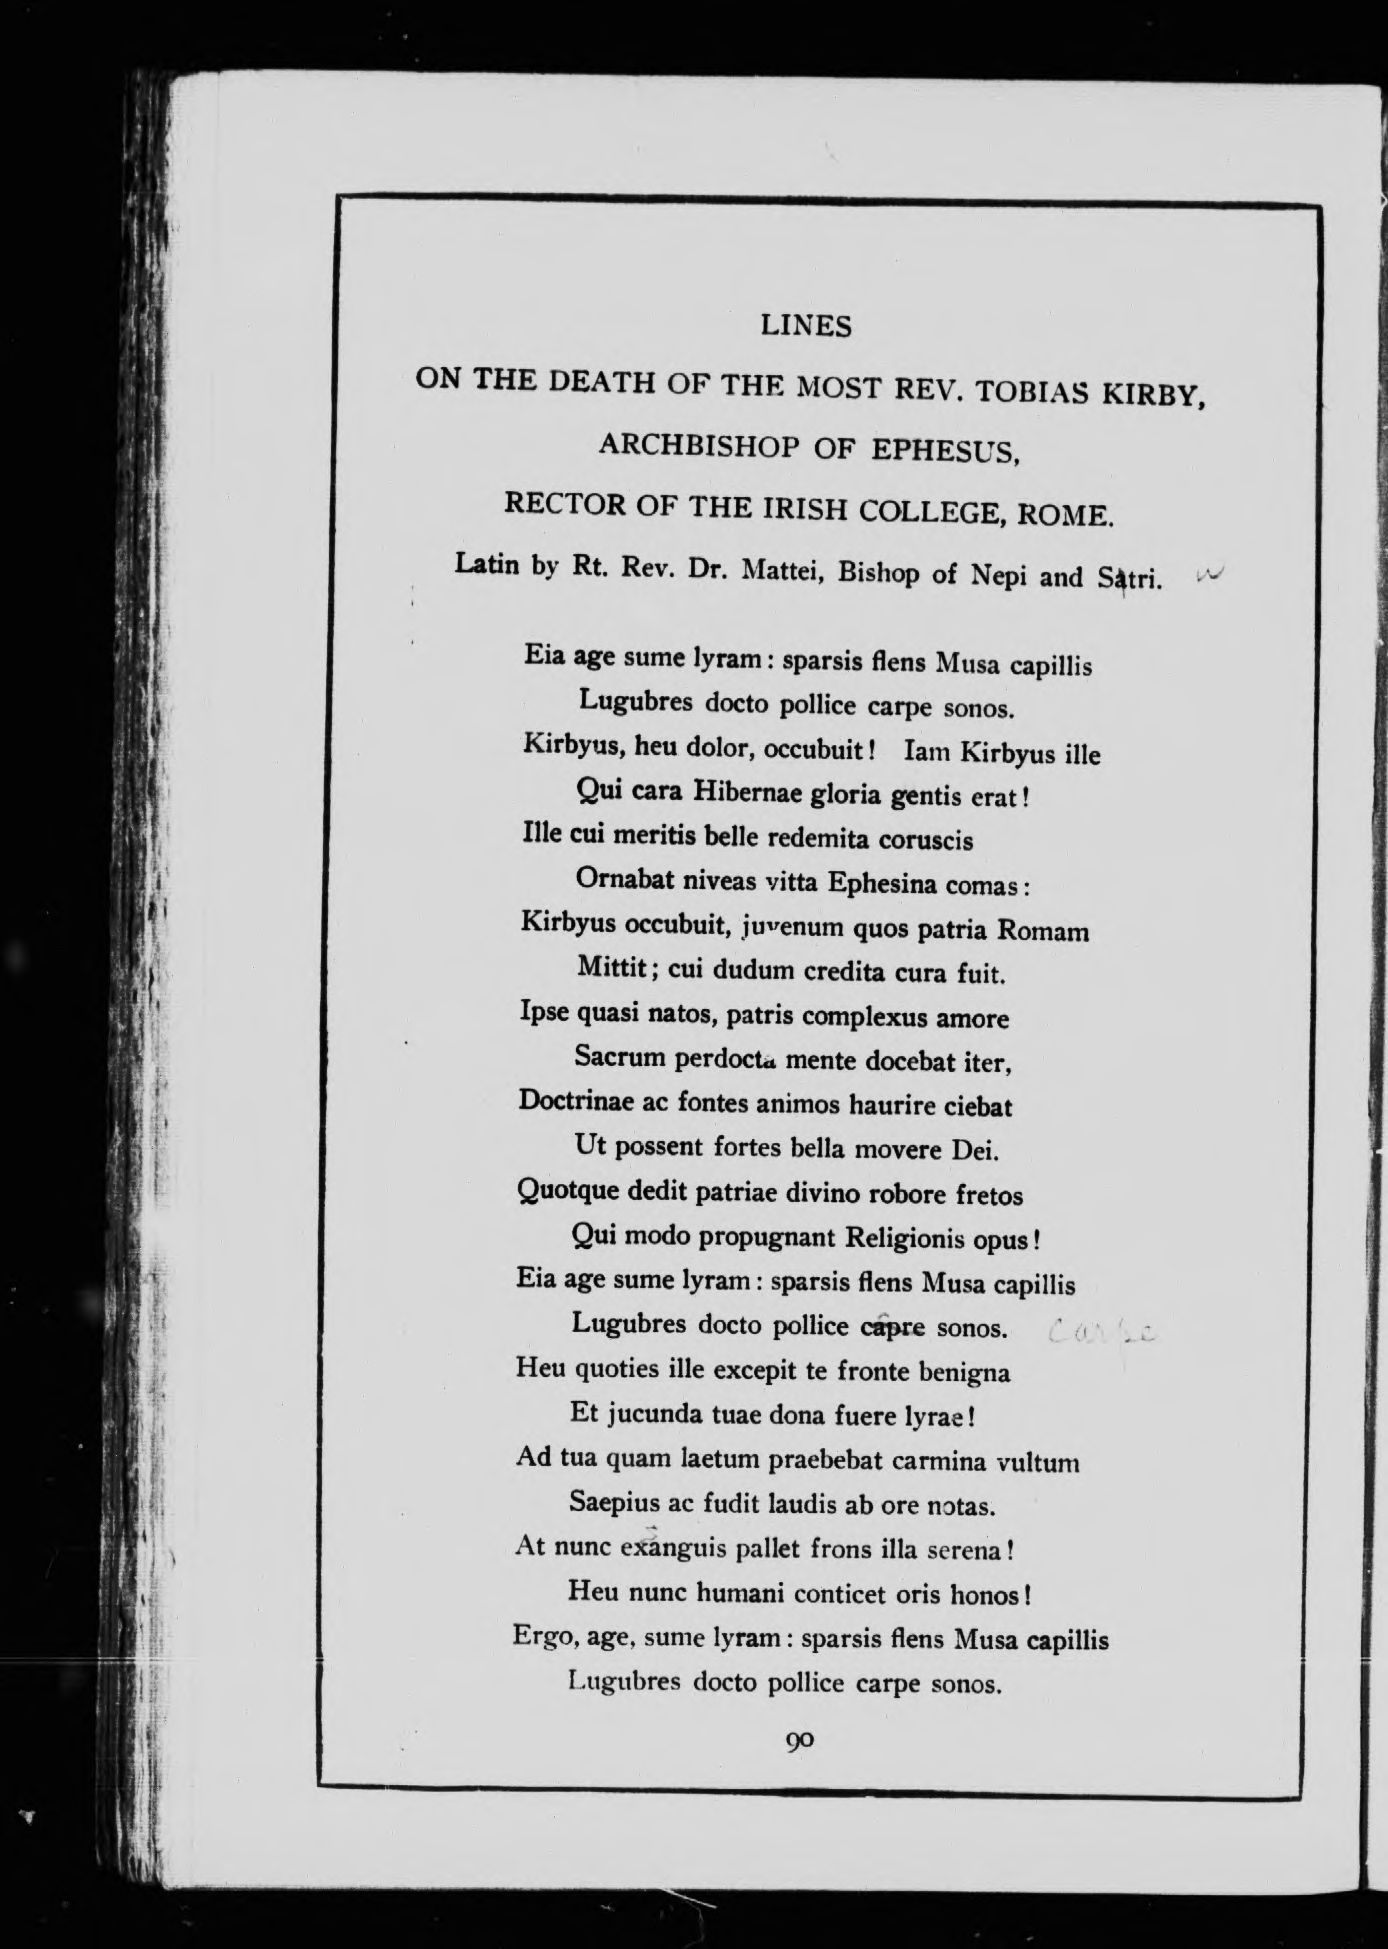 LINES
ON THE DEATH OF THE MOST REV. TOBIAS KIRBY,
ARCHBISHOP OF EPHESUS,
RECTOR OF THE IRISH COLLEGE, ROME.
Latin by Rt. Rev. Dr. Mattei, Bishop of Nepi and Satri. u
Eia age sume lyram: sparsis flens Musa capillis
Lugubres docto pollice carpe sonos.
Kirbyus, heu dolor, occubuit! Iam Kirbyus ille
Qui cara Hibernae gloria gentis erat!
Ille cui meritis belle redemita coruscis
Ornabat niveas vitta Ephesina comas:
Kirbyus occubuit, juvenum quos patria Romam
Mittit; cui dudum credita cura fuit.
Ipse quasi natos, patris complexus amore
Sacrum perdocta mente docebat iter,
Doctrinae ac fontes animos haurire ciebat
Ut possent fortes bella movere Dei.
Quotque dedit patriae divino robore fretos
Qui modo propugnant Religionis opus!
Eia age sume lyram: sparsis flens Musa capillis
Lugubres docto pollice capre sonos. carpe
Heu quoties ille excepit te fronte benigna
Et jucunda tuae dona fuere lyrae!
Ad tua quam laetum praebebat carmina vultum
Saepius ac fudit laudis ab ore notas.
At nunc exanguis pallet frons illa serena!
Heu nunc humani conticet oris honos!
Ergo, age, sume lyram: sparsis flens Musa capillis
Lugubres docto pollice carpe sonos.
90